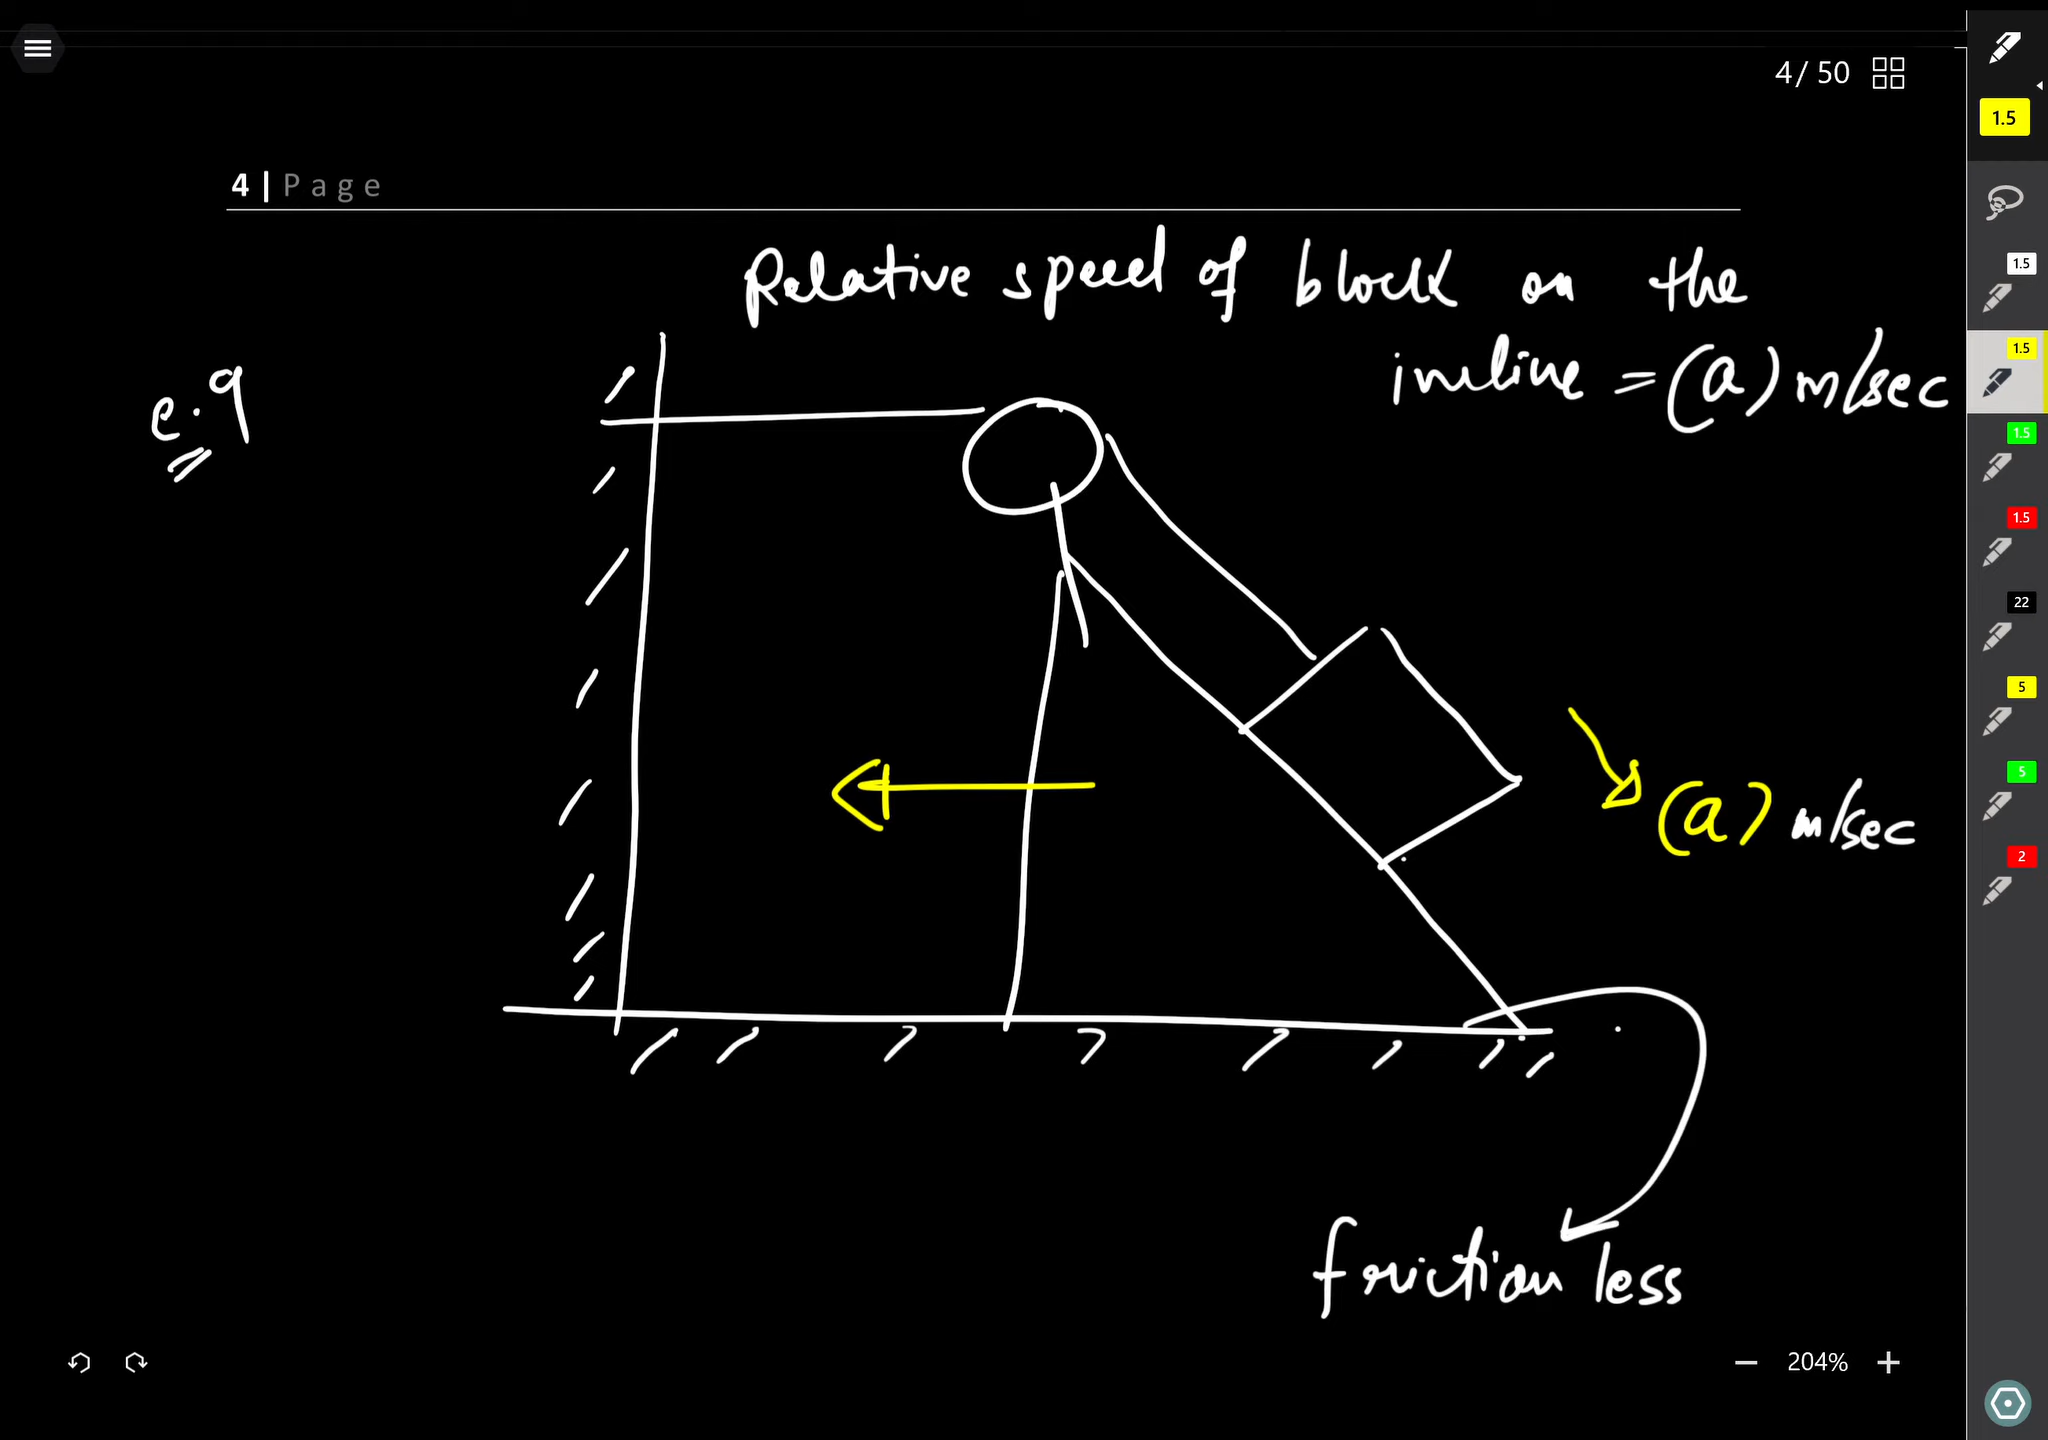 4/ 50
1.5
4 | Page
Relative speed of block on the
incline = (a) m/sec
e.g
1.5
1.5
1.5
1.5
22
5
5
2
(a) m/sec
friction less
204%